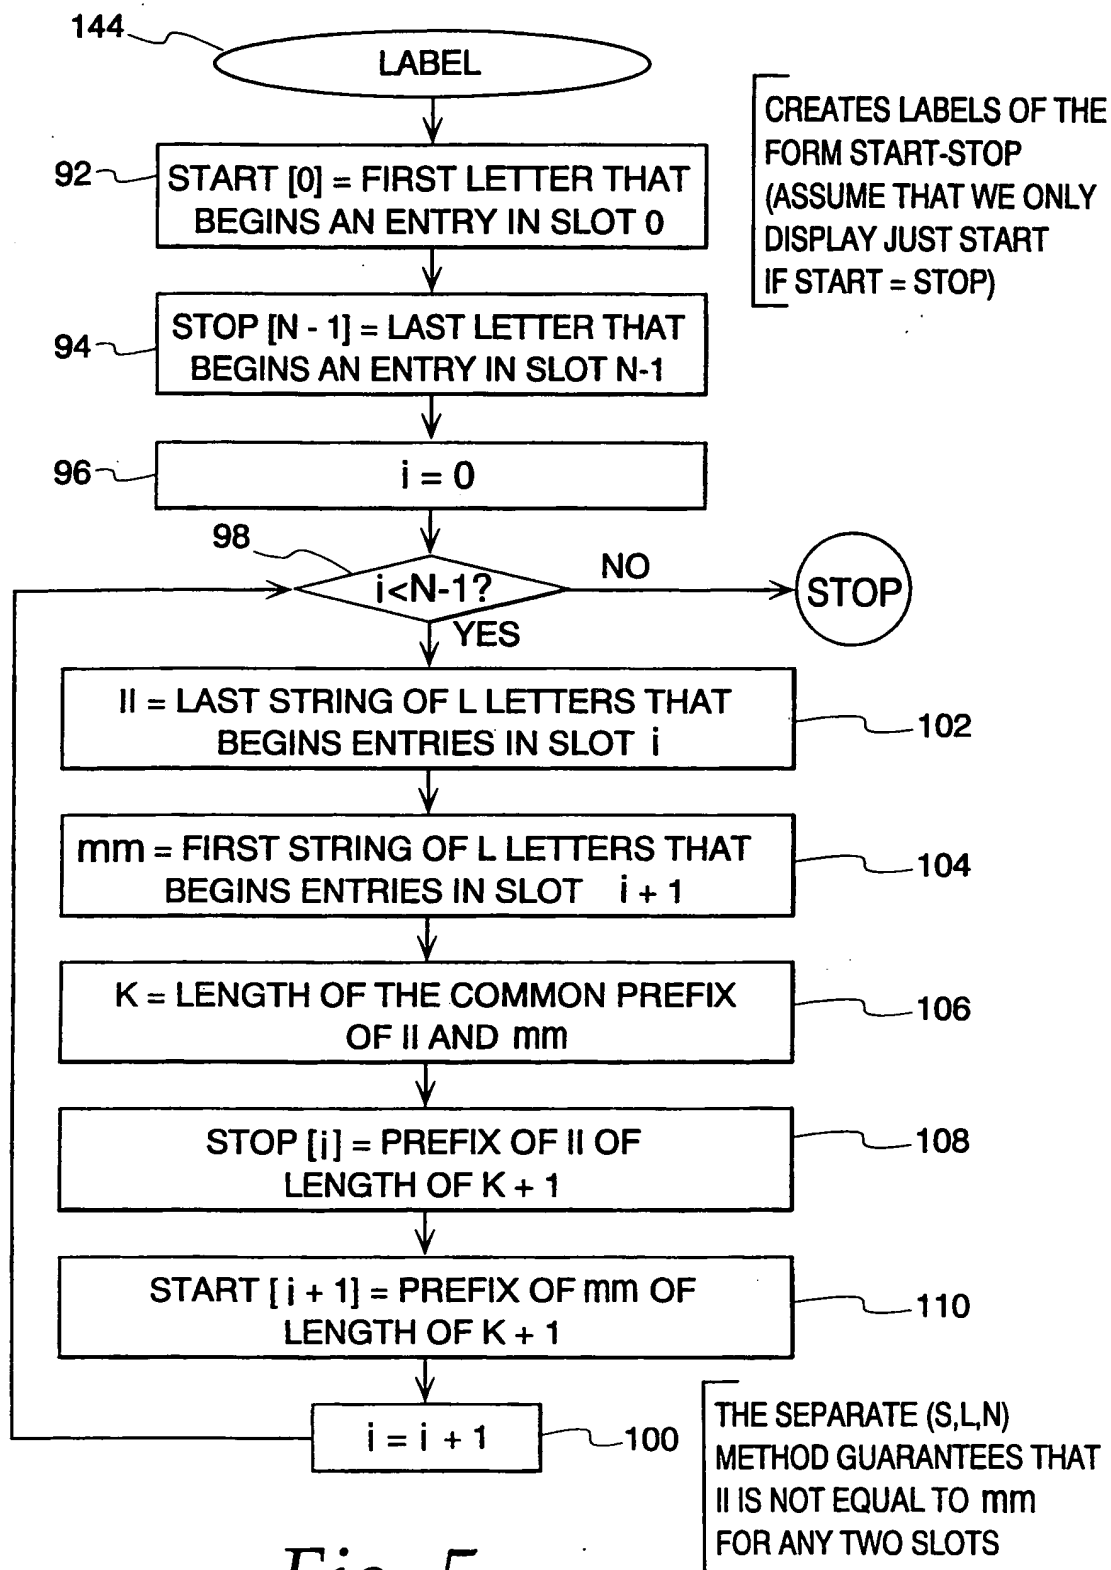 144
LABEL
CREATES LABELS OF THE
FORM START-STOP
(ASSUME THAT WE ONLY
DISPLAY JUST START
IF START = STOP)
92
START [0] = FIRST LETTER THAT
BEGINS AN ENTRY IN SLOT 0
94
STOP [N - 1] = LAST LETTER THAT
BEGINS AN ENTRY IN SLOT N-1
96
i = 0
98
i<N-1?
NO
STOP
YES
ll = LAST STRING OF L LETTERS THAT
BEGINS ENTRIES IN SLOT i
102
mm = FIRST STRING OF L LETTERS THAT
BEGINS ENTRIES IN SLOT i + 1
104
K = LENGTH OF THE COMMON PREFIX
OF ll AND mm
106
STOP [i] = PREFIX OF ll OF
LENGTH OF K + 1
108
START [ i + 1] = PREFIX OF mm OF
LENGTH OF K + 1
110
i = i + 1
100
THE SEPARATE (S,L,N)
METHOD GUARANTEES THAT
ll IS NOT EQUAL TO mm
FOR ANY TWO SLOTS
Fig. 5